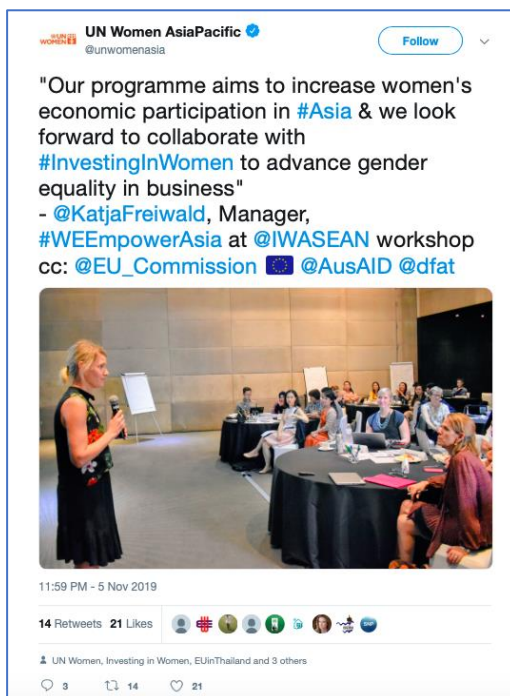 UN Women AsiaPacific
@unwomenasia
Follow
"Our programme aims to increase women's
economic participation in #Asia & we look
forward to collaborate with
#InvestingInWomen to advance gender
equality in business"
- @KatjaFreiwald, Manager,
#WEEmpowerAsia at @IWASEAN workshop
cc: @EU_Commission 🇪🇺 @AusAID @dfat
11:59 PM - 5 Nov 2019
14 Retweets 21 Likes
UN Women, Investing in Women, EUinThailand and 3 others
3 14 21